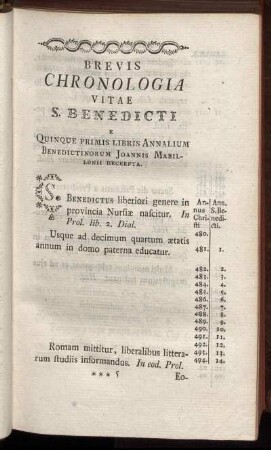 BREVIS
CHRONOLOGIA
VITAE
S. BENEDICTI
E
QUINQUE PRIMIS LIBRIS ANNALIUM
BENEDICTINORUM JOANNIS MABIL-
LONII DECERPTA.
S. BENEDICTUS liberiori genere in
provincia Nursiæ nascitur. In
Prol. lib. 2. Dial.
Usque ad decimum quartum ætatis
annum in domo paterna educatur.
Romam mittitur, liberalibus littera-
rum studiis informandus. In eod. Prol.
*** 5
Eo-
An- Ann.
nus S. Be-
Chri- nedi-
sti cti.
480.
481. 1.
482. 2.
483. 3.
484. 4.
485. 5.
486. 6.
487. 7.
488. 8.
489. 9.
490. 10.
491. 11.
492. 12.
493. 13.
494. 14.